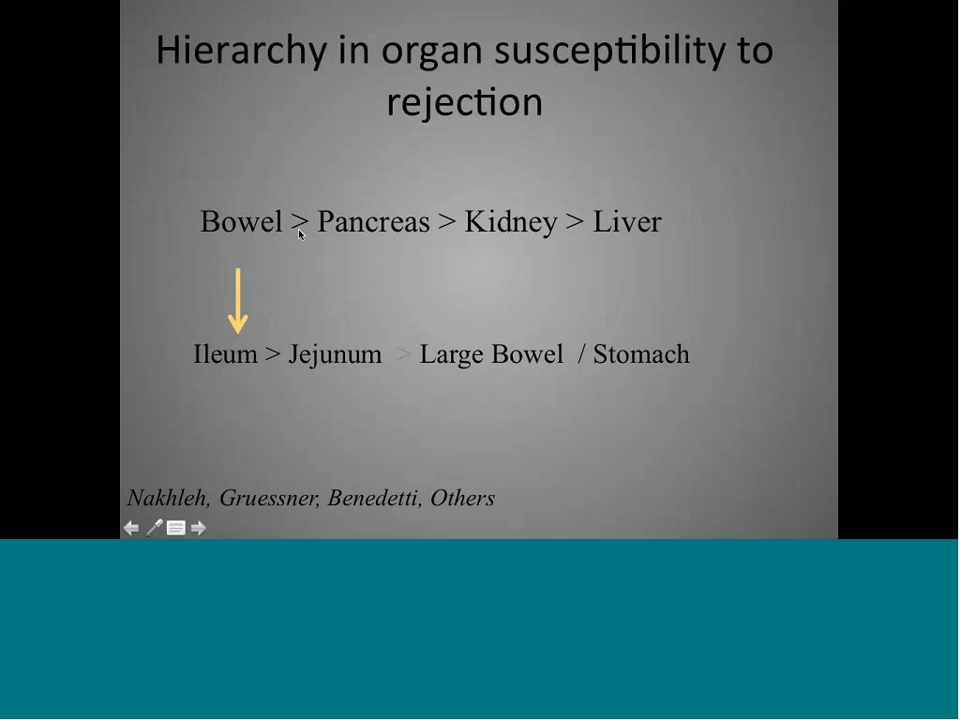 Hierarchy in organ susceptibility to
rejection
Bowel > Pancreas > Kidney > Liver
Ileum > Jejunum > Large Bowel / Stomach
Nakhleh, Gruessner, Benedetti, Others